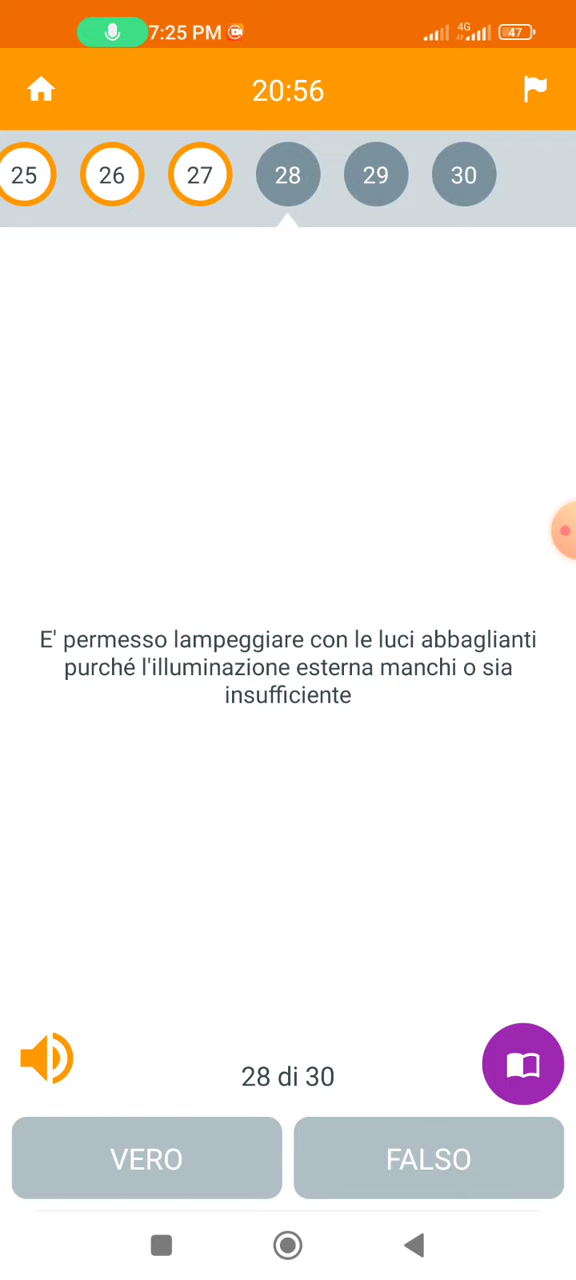 7:25 PM
4G
47
20:56
25 26 27 28 29 30
E' permesso lampeggiare con le luci abbaglianti
purché l'illuminazione esterna manchi o sia
insufficiente
28 di 30
VERO FALSO